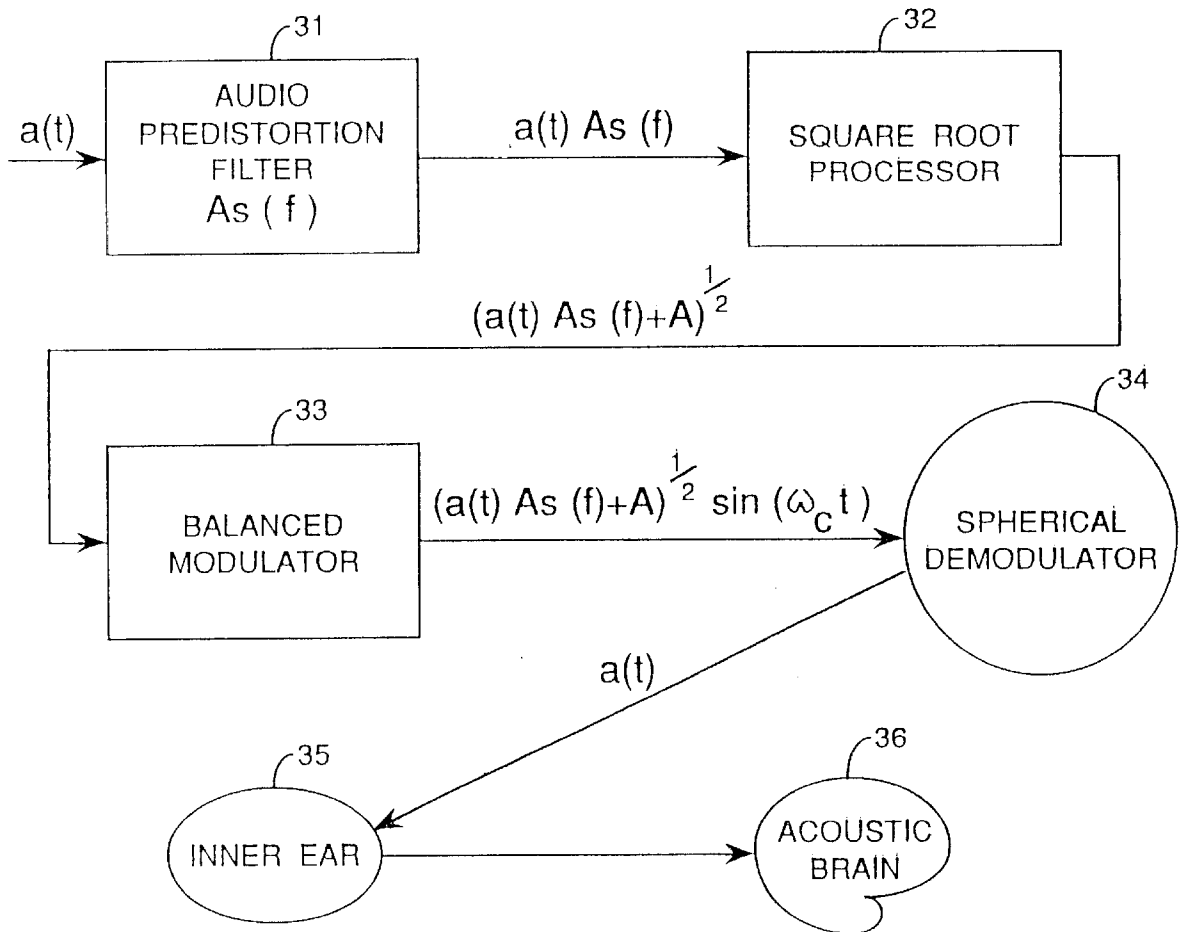 31
AUDIO
PREDISTORTION
FILTER
As ( f )
a(t)
a(t) As (f)
32
SQUARE ROOT
PROCESSOR
(a(t) As (f)+A)^{1/2}
33
BALANCED
MODULATOR
(a(t) As (f)+A)^{1/2} sin (ω_c t)
34
SPHERICAL
DEMODULATOR
a(t)
35
INNER EAR
36
ACOUSTIC
BRAIN